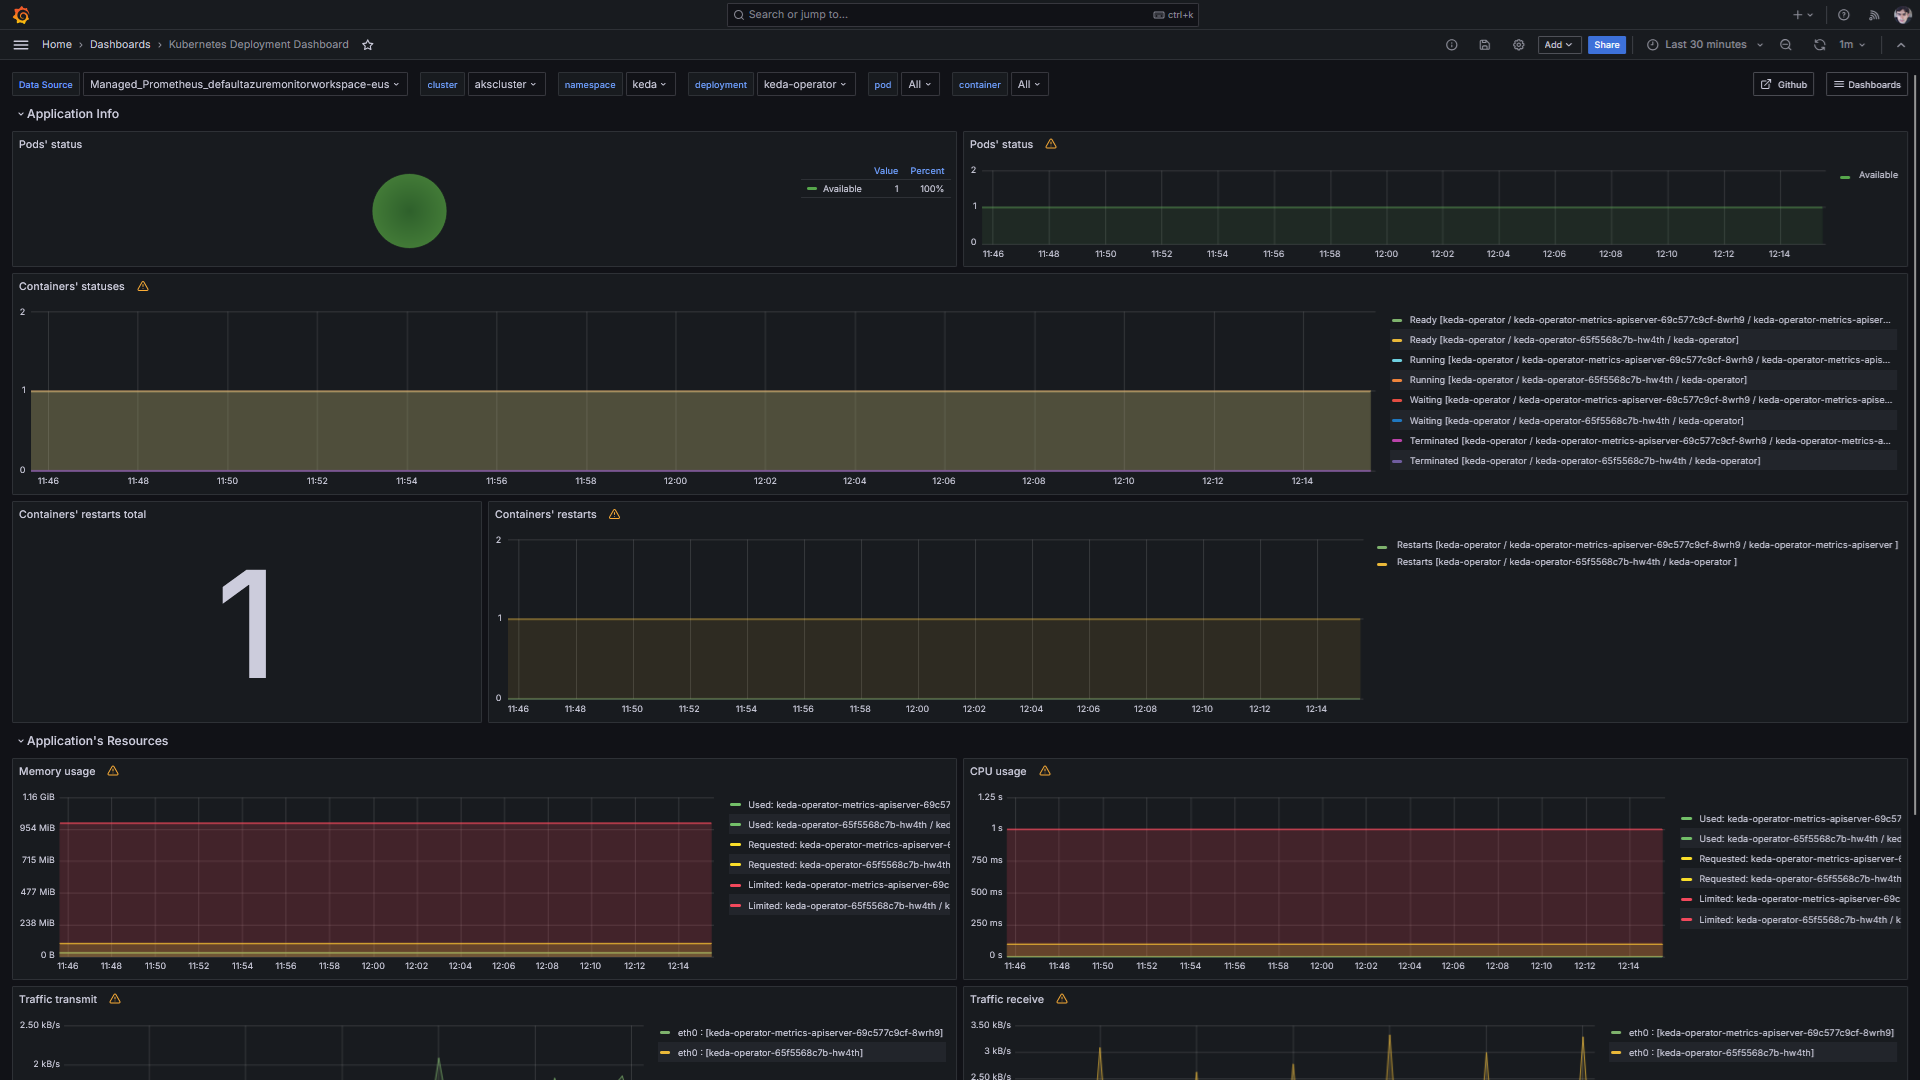 Search or jump to...
ctrl+k
Home › Dashboards › Kubernetes Deployment Dashboard
Add
Share
Last 30 minutes
1m
Data Source
Managed_Prometheus_defaultazuremonitorworkspace-eus
cluster
akscluster
namespace
keda
deployment
keda-operator
pod
All
container
All
Github
Dashboards
Application Info
Pods' status
Value Percent
Available 1 100%
Pods' status
2
1
0
11:46 11:48 11:50 11:52 11:54 11:56 11:58 12:00 12:02 12:04 12:06 12:08 12:10 12:12 12:14
Available
Containers' statuses
2
1
0
11:46 11:48 11:50 11:52 11:54 11:56 11:58 12:00 12:02 12:04 12:06 12:08 12:10 12:12 12:14
Ready [keda-operator / keda-operator-metrics-apiserver-69c577c9cf-8wrh9 / keda-operator-metrics-apiser...
Ready [keda-operator / keda-operator-65f5568c7b-hw4th / keda-operator]
Running [keda-operator / keda-operator-metrics-apiserver-69c577c9cf-8wrh9 / keda-operator-metrics-apis...
Running [keda-operator / keda-operator-65f5568c7b-hw4th / keda-operator]
Waiting [keda-operator / keda-operator-metrics-apiserver-69c577c9cf-8wrh9 / keda-operator-metrics-apise...
Waiting [keda-operator / keda-operator-65f5568c7b-hw4th / keda-operator]
Terminated [keda-operator / keda-operator-metrics-apiserver-69c577c9cf-8wrh9 / keda-operator-metrics-a...
Terminated [keda-operator / keda-operator-65f5568c7b-hw4th / keda-operator]
Containers' restarts total
1
Containers' restarts
2
1
0
11:46 11:48 11:50 11:52 11:54 11:56 11:58 12:00 12:02 12:04 12:06 12:08 12:10 12:12 12:14
Restarts [keda-operator / keda-operator-metrics-apiserver-69c577c9cf-8wrh9 / keda-operator-metrics-apiserver ]
Restarts [keda-operator / keda-operator-65f5568c7b-hw4th / keda-operator ]
Application's Resources
Memory usage
1.16 GiB
954 MiB
715 MiB
477 MiB
238 MiB
0 B
11:46 11:48 11:50 11:52 11:54 11:56 11:58 12:00 12:02 12:04 12:06 12:08 12:10 12:12 12:14
Used: keda-operator-metrics-apiserver-69c57
Used: keda-operator-65f5568c7b-hw4th / ked
Requested: keda-operator-metrics-apiserver-6
Requested: keda-operator-65f5568c7b-hw4th
Limited: keda-operator-metrics-apiserver-69c
Limited: keda-operator-65f5568c7b-hw4th / k
CPU usage
1.25 s
1 s
750 ms
500 ms
250 ms
0 s
11:46 11:48 11:50 11:52 11:54 11:56 11:58 12:00 12:02 12:04 12:06 12:08 12:10 12:12 12:14
Used: keda-operator-metrics-apiserver-69c57
Used: keda-operator-65f5568c7b-hw4th / ked
Requested: keda-operator-metrics-apiserver-6
Requested: keda-operator-65f5568c7b-hw4th
Limited: keda-operator-metrics-apiserver-69c
Limited: keda-operator-65f5568c7b-hw4th / k
Traffic transmit
2.50 kB/s
2 kB/s
eth0 : [keda-operator-metrics-apiserver-69c577c9cf-8wrh9]
eth0 : [keda-operator-65f5568c7b-hw4th]
Traffic receive
3.50 kB/s
3 kB/s
2.50 kB/s
eth0 : [keda-operator-metrics-apiserver-69c577c9cf-8wrh9]
eth0 : [keda-operator-65f5568c7b-hw4th]